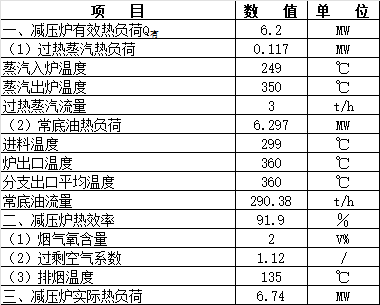 项 目 数 值 单 位
一、减压炉有效热负荷Q有 6.2 MW
(1)过热蒸汽热负荷 0.117 MW
蒸汽入炉温度 249 ℃
蒸汽出炉温度 350 ℃
过热蒸汽流量 3 t/h
(2)常底油热负荷 6.297 MW
进料温度 299 ℃
炉出口温度 360 ℃
分支出口平均温度 360 ℃
常底油流量 290.38 t/h
二、减压炉热效率 91.9 %
(1)烟气氧含量 2 V%
(2)过剩空气系数 1.12 /
(3)排烟温度 135 ℃
三、减压炉实际热负荷 6.74 MW